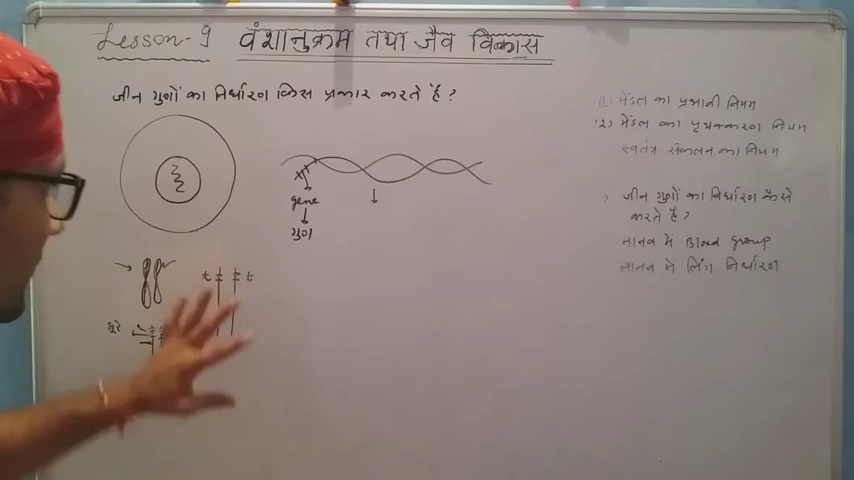 Lesson-9 वंशानुक्रम तथा जैव विकास
जीन गुणों का निर्धारण किस प्रकार करते है ?
gene
गुण
t t
भूरे
(1) मेंडल का प्रभावी नियम
(2) मेंडल का पृथक्करण नियम
स्वतंत्र संकलन का नियम
जीन गुणों का निर्धारण कैसे
करते है ?
मानव में Blood Group
मानव में लिंग निर्धारण